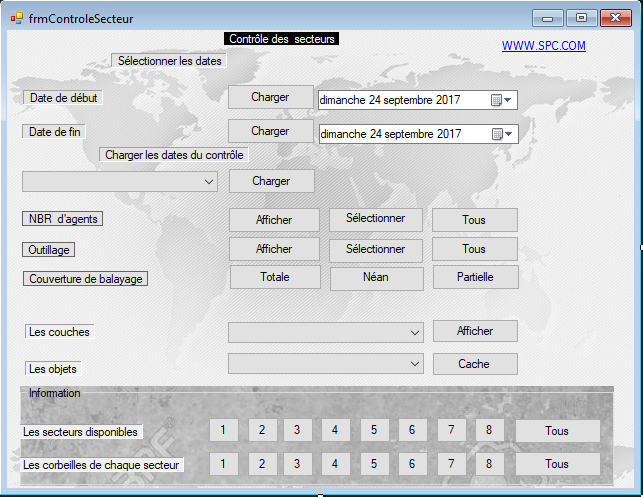 frmControleSecteur
Contrôle des secteurs
WWW.SPC.COM
Sélectionner les dates
Date de début Charger dimanche 24 septembre 2017
Date de fin Charger dimanche 24 septembre 2017
Charger les dates du contrôle
Charger
NBR d'agents Afficher Sélectionner Tous
Outillage Afficher Sélectionner Tous
Couverture de balayage Totale Néan Partielle
Les couches Afficher
Les objets Cache
Information
Les secteurs disponibles 1 2 3 4 5 6 7 8 Tous
Les corbeilles de chaque secteur 1 2 3 4 5 6 7 8 Tous